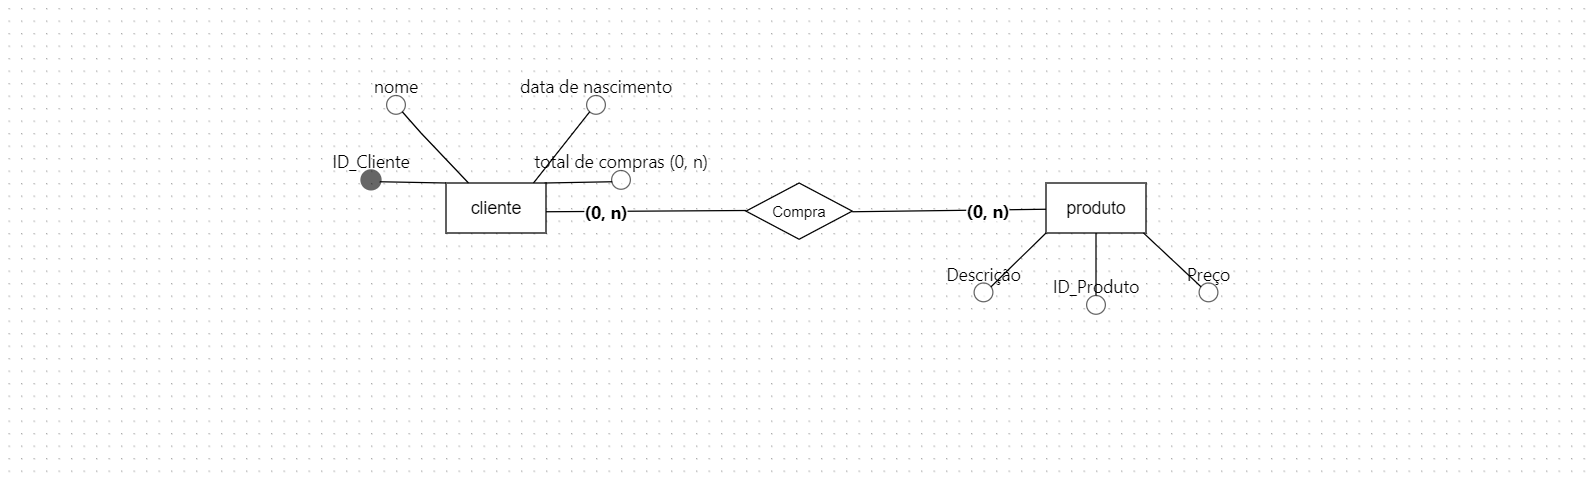 nome
data de nascimento
ID_Cliente
total de compras (0, n)
cliente
(0, n)
Compra
(0, n)
produto
Descrição
ID_Produto
Preço